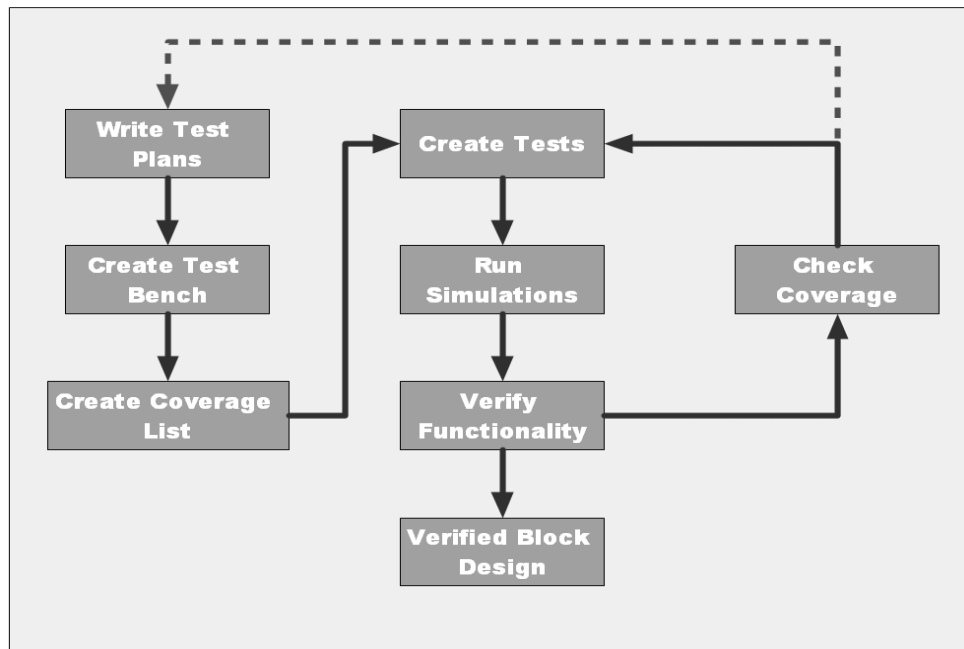 Write Test
Plans
Create Tests
Create Test
Bench
Run
Simulations
Check
Coverage
Create Coverage
List
Verify
Functionality
Verified Block
Design